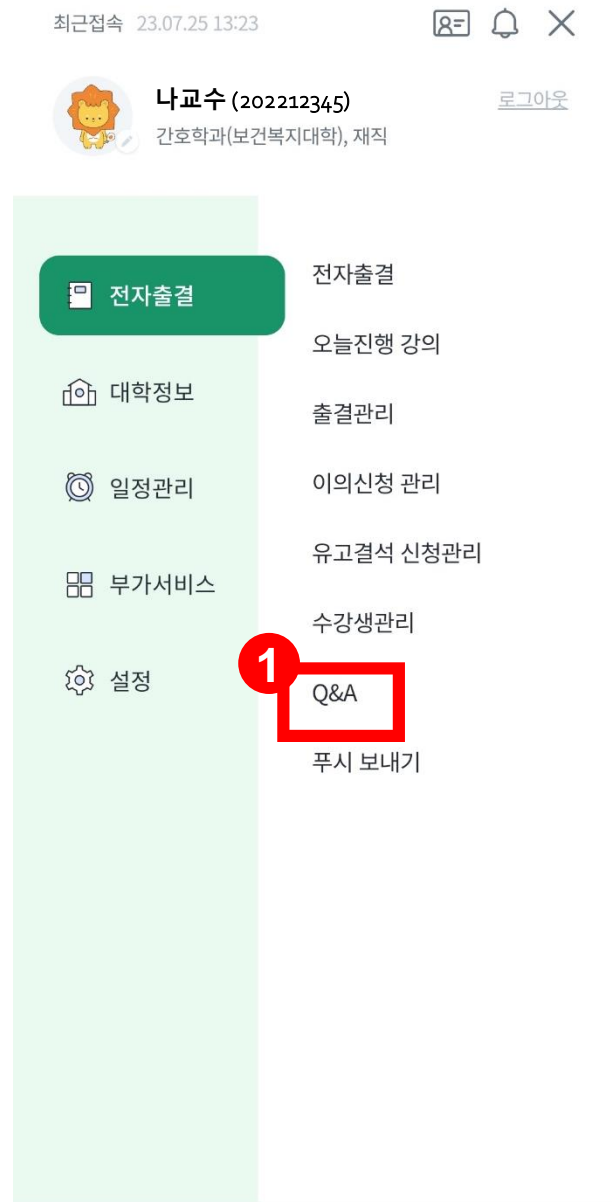 최근접속 23.07.25 13:23
나교수 (202212345)
로그아웃
간호학과(보건복지대학), 재직
전자출결
대학정보
일정관리
부가서비스
설정
전자출결
오늘진행 강의
출결관리
이의신청 관리
유고결석 신청관리
수강생관리
1
Q&A
푸시 보내기